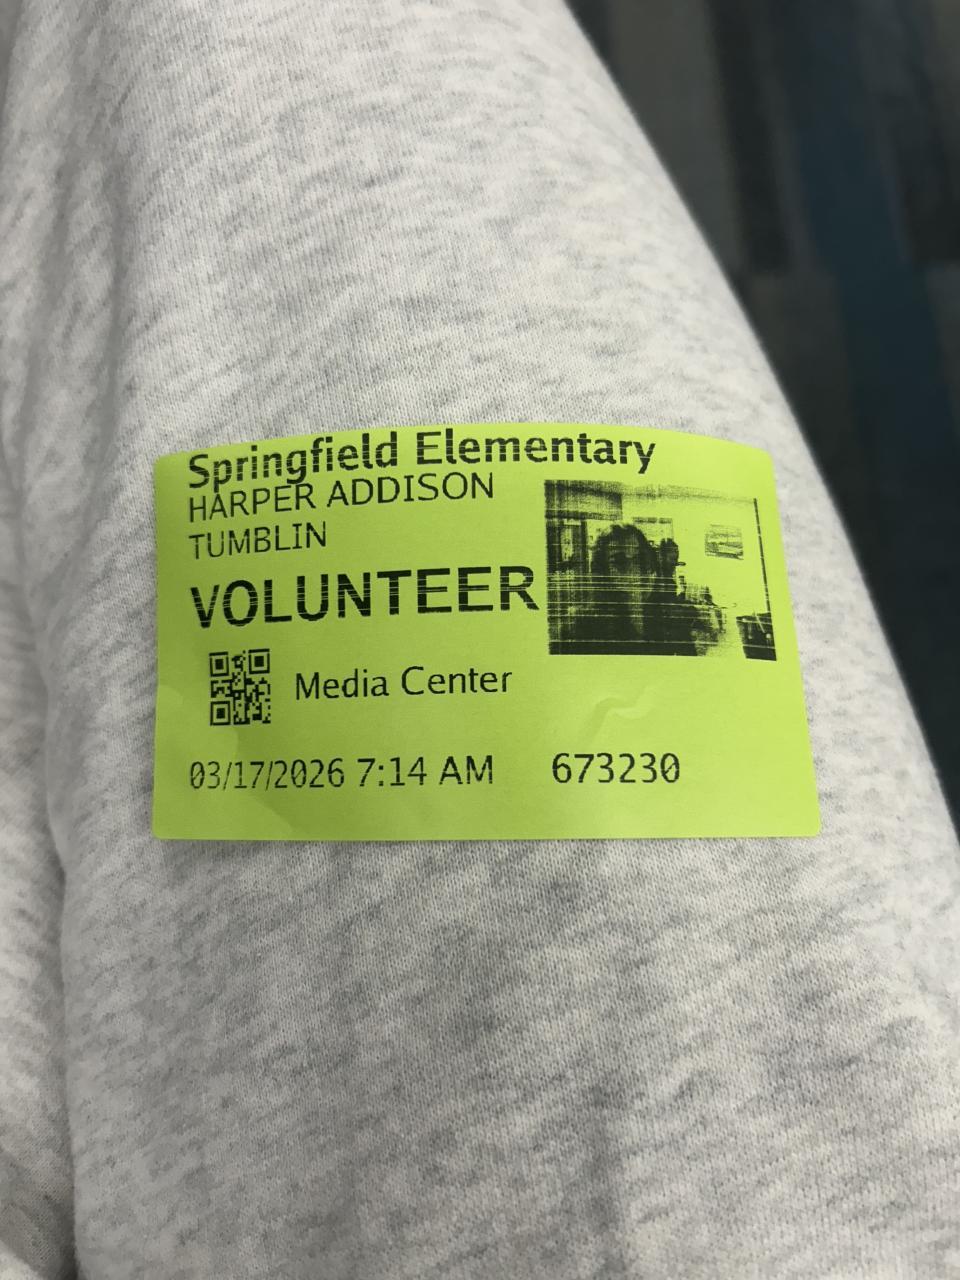 Springfield Elementary
HARPER ADDISON
TUMBLIN
VOLUNTEER
Media Center
03/17/2026 7:14 AM 673230